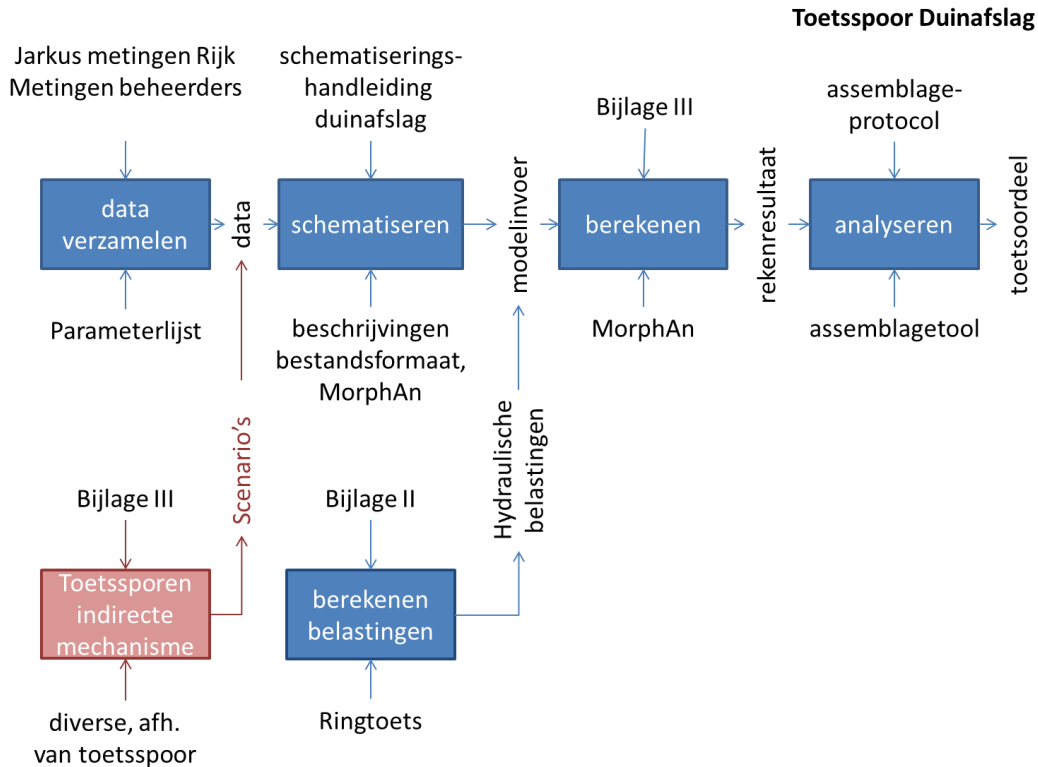 Toetsspoor Duinafslag
Jarkus metingen Rijk
Metingen beheerders
schematiserings-
handleiding
duinafslag
Bijlage III
assemblage-
protocol
data
verzamelen
data
schematiseren
modelinvoer
berekenen
rekenresultaat
analyseren
toetsoordeel
Parameterlijst
beschrijvingen
bestandsformaat,
MorphAn
MorphAn
assemblagetool
Scenario's
Hydraulische
belastingen
Bijlage III
Bijlage II
Toetssporen
indirecte
mechanisme
berekenen
belastingen
diverse, afh.
van toetsspoor
Ringtoets